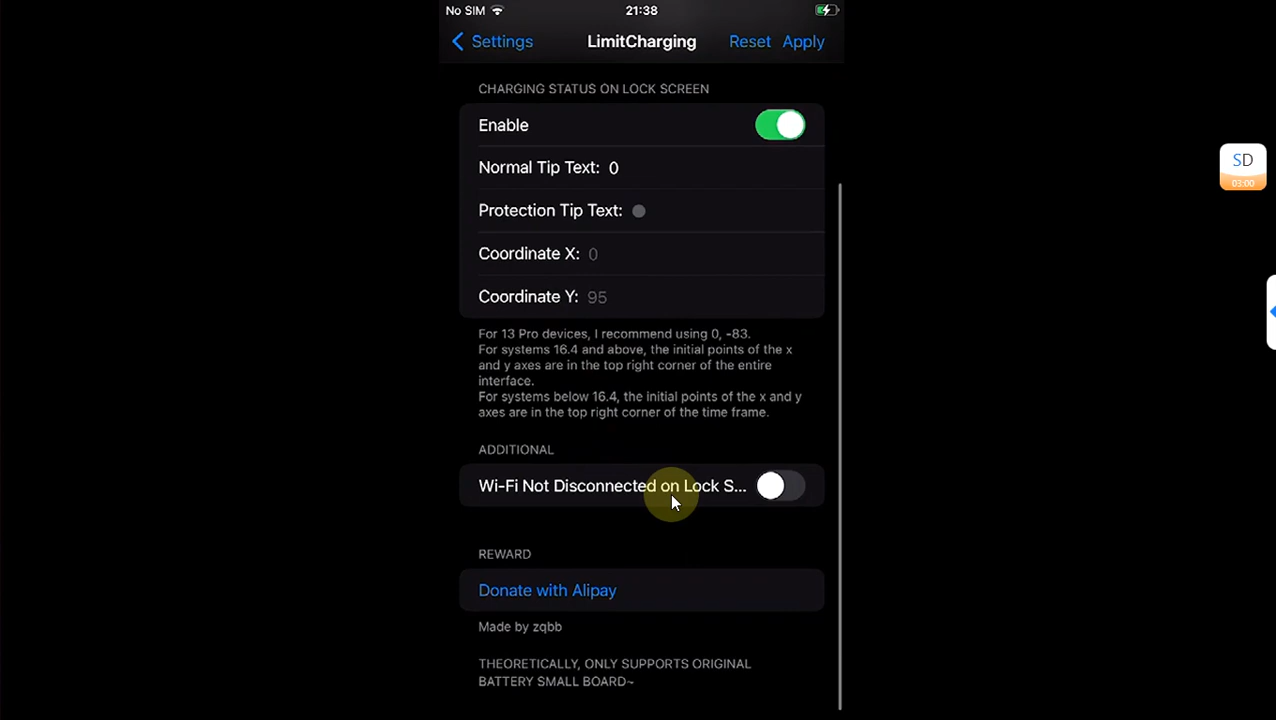 No SIM
21:38
Settings
LimitCharging
Reset
Apply
CHARGING STATUS ON LOCK SCREEN
Enable
Normal Tip Text: 0
Protection Tip Text:
Coordinate X: 0
Coordinate Y: 95
For 13 Pro devices, I recommend using 0, -83.
For systems 16.4 and above, the initial points of the x
and y axes are in the top right corner of the entire
interface.
For systems below 16.4, the initial points of the x and y
axes are in the top right corner of the time frame.
ADDITIONAL
Wi-Fi Not Disconnected on Lock S...
REWARD
Donate with Alipay
Made by zqbb
THEORETICALLY, ONLY SUPPORTS ORIGINAL
BATTERY SMALL BOARD~
SD
03:00